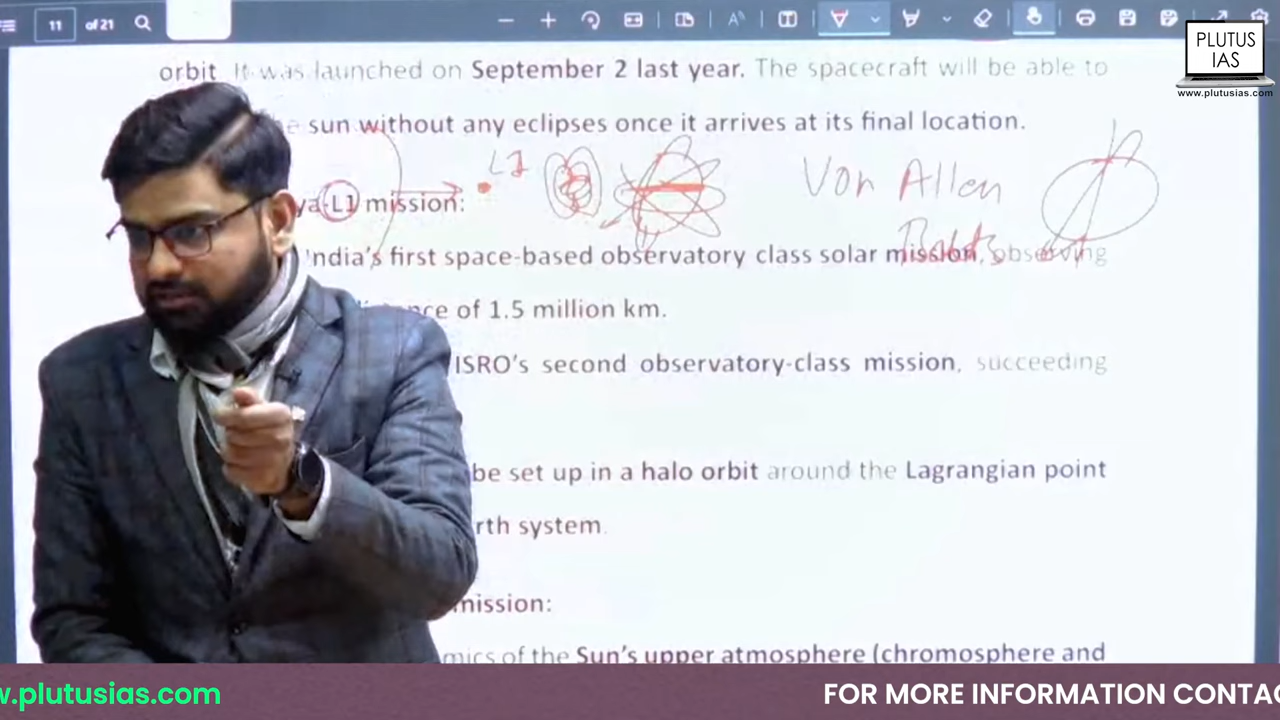 11 of 21
PLUTUS
IAS
www.plutusias.com
orbit. It was launched on September 2 last year. The spacecraft will be able to
sun without any eclipses once it arrives at its final location.
L1
Von Allen
Belts
L1 mission:
India's first space-based observatory class solar mission, observing
of 1.5 million km.
ISRO's second observatory-class mission, succeeding
be set up in a halo orbit around the Lagrangian point
system.
mission:
of the Sun's upper atmosphere (chromosphere and
w.plutusias.com FOR MORE INFORMATION